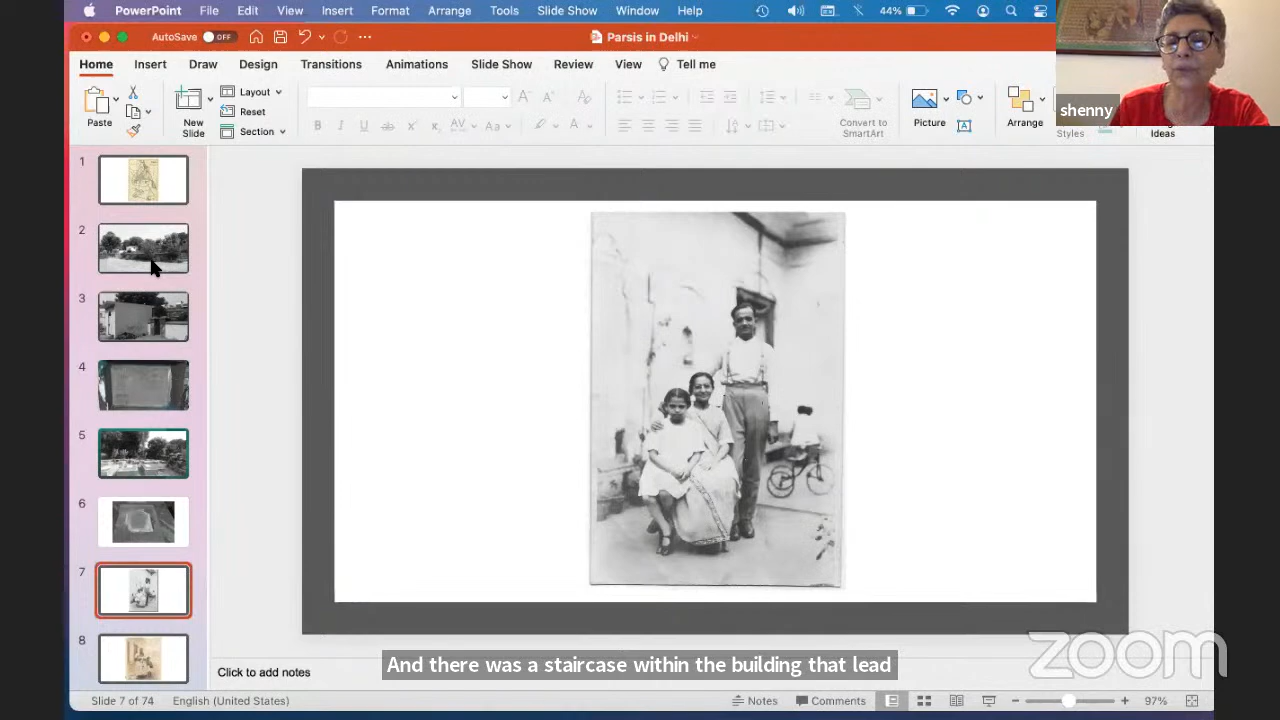 PowerPoint File Edit View Insert Format Arrange Tools Slide Show Window Help 44%
AutoSave OFF Parsis in Delhi
Home Insert Draw Design Transitions Animations Slide Show Review View Tell me
Paste
New
Slide
Layout
Reset
Section
Convert to
SmartArt
Picture
Arrange
Styles
Ideas
shenny
1
2
3
4
5
6
7
8
And there was a staircase within the building that lead
zoom
Click to add notes
Slide 7 of 74 English (United States) Notes Comments 97%